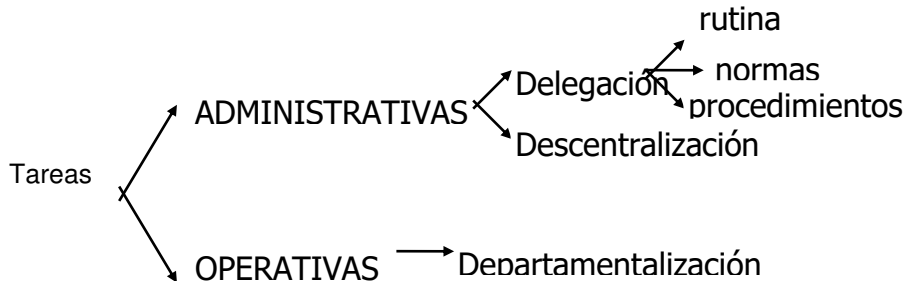 rutina
Delegación
normas
procedimientos
ADMINISTRATIVAS
Descentralización
Tareas
OPERATIVAS
Departamentalización